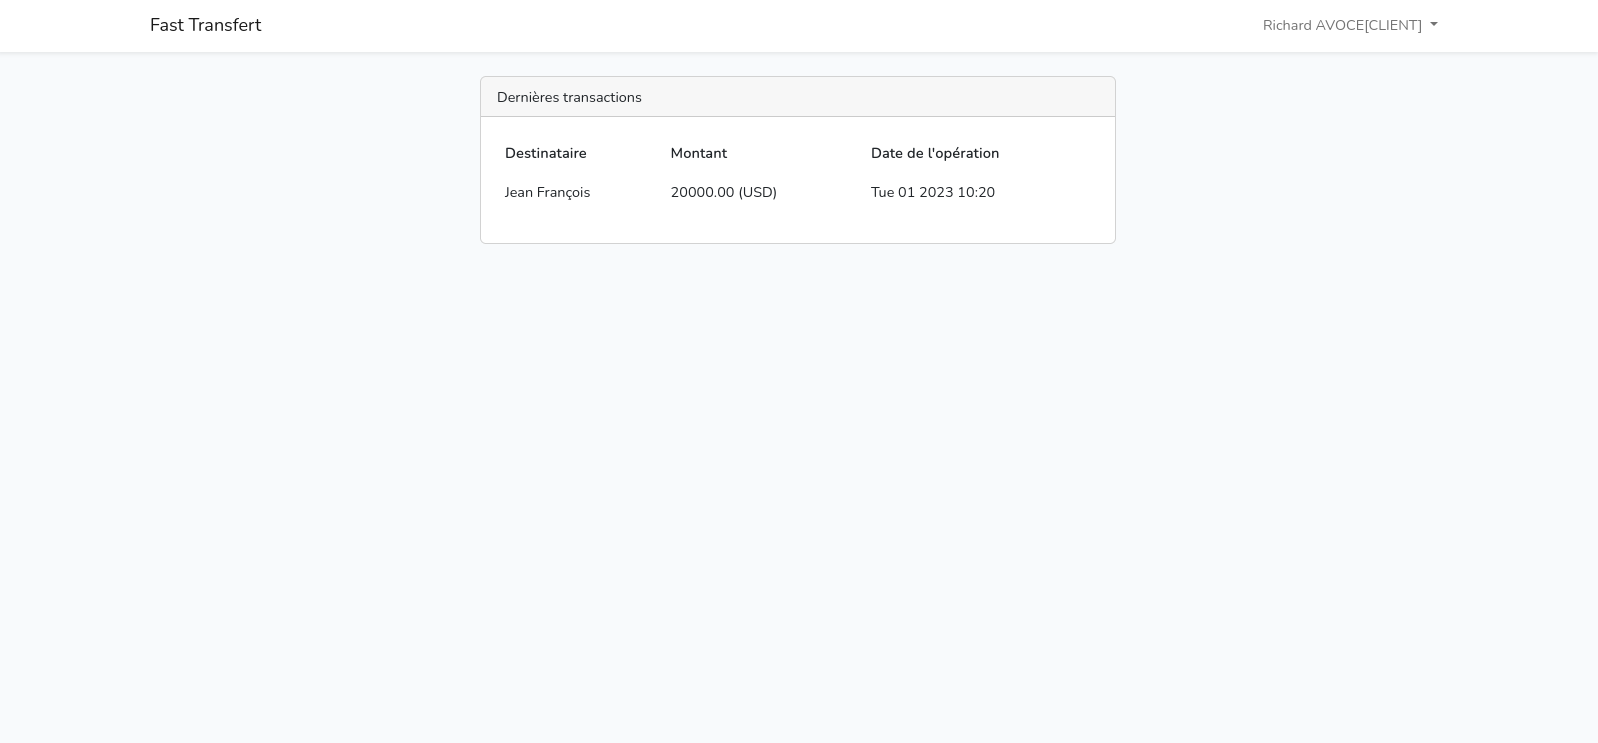 Fast Transfert
Richard AVOCE[CLIENT]
Dernières transactions
Destinataire Montant Date de l'opération
Jean François 20000.00 (USD) Tue 01 2023 10:20